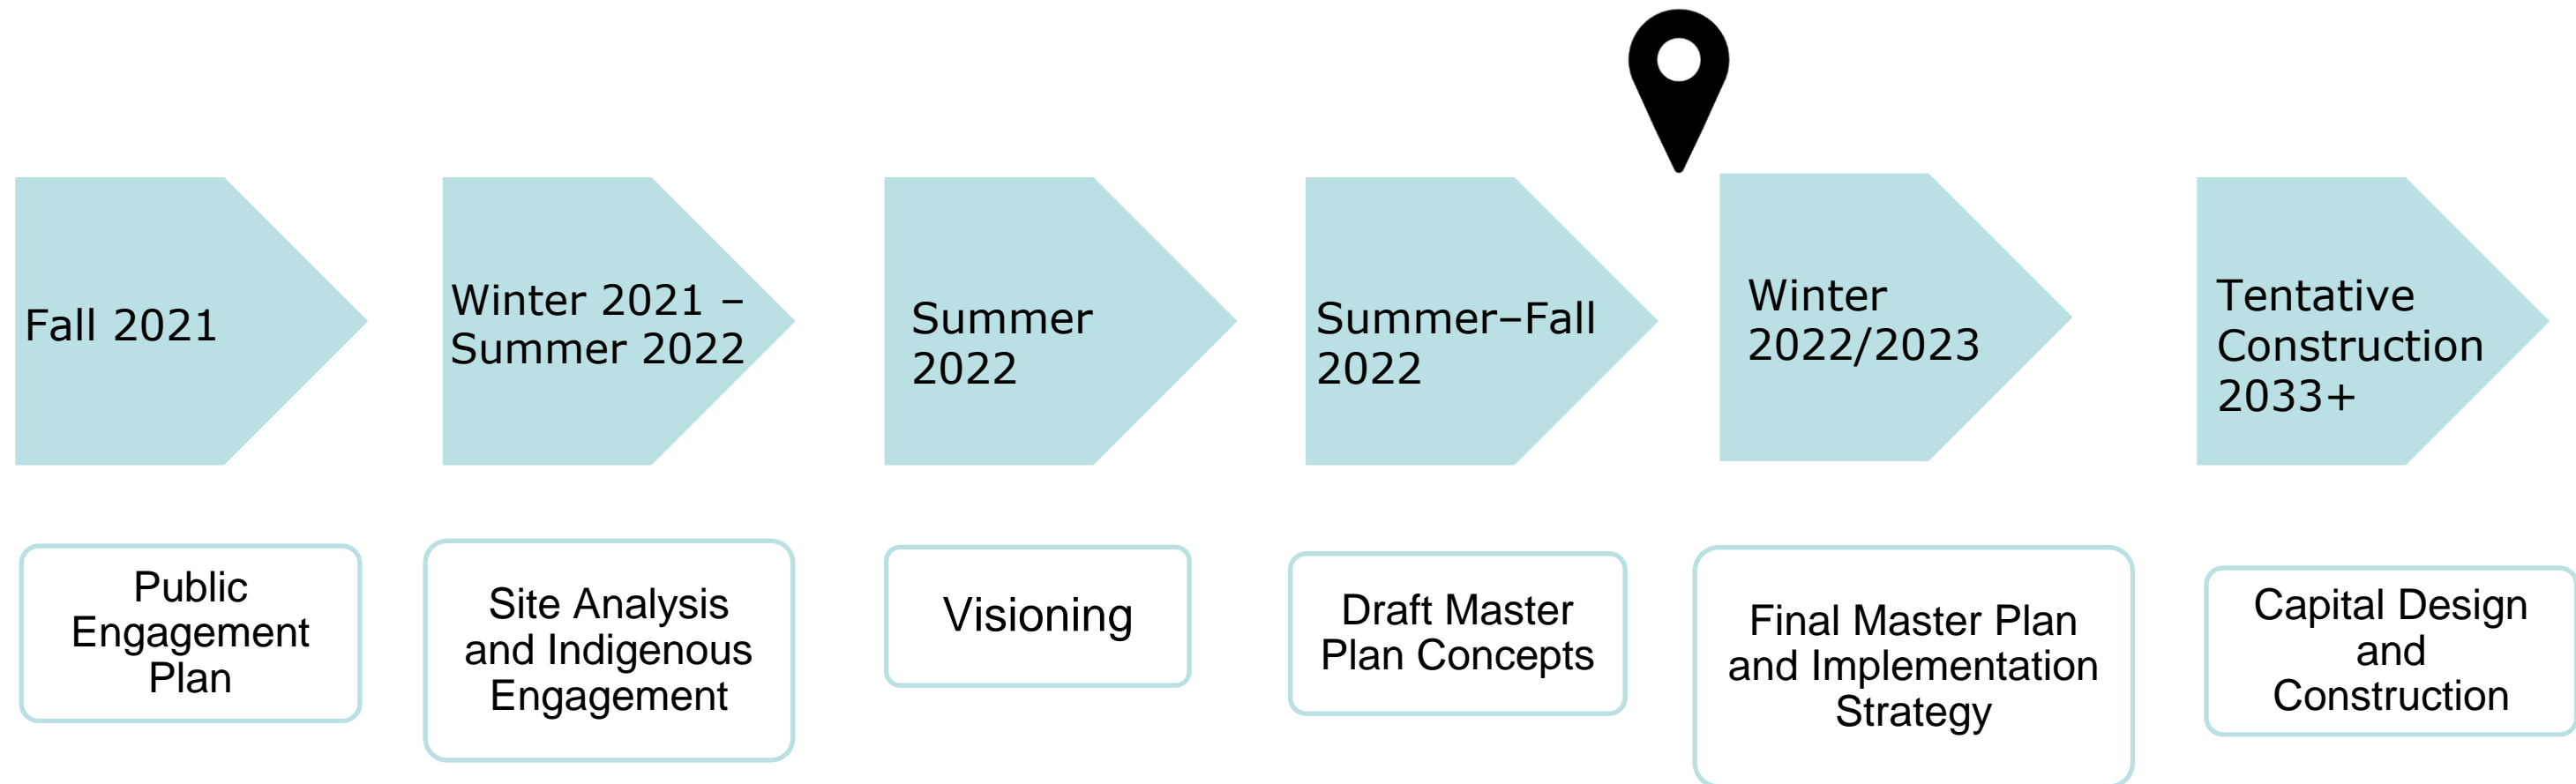 Fall 2021
Winter 2021 –
Summer 2022
Summer
2022
Summer–Fall
2022
Winter
2022/2023
Tentative
Construction
2033+
Public
Engagement
Plan
Site Analysis
and Indigenous
Engagement
Visioning
Draft Master
Plan Concepts
Final Master Plan
and Implementation
Strategy
Capital Design
and
Construction